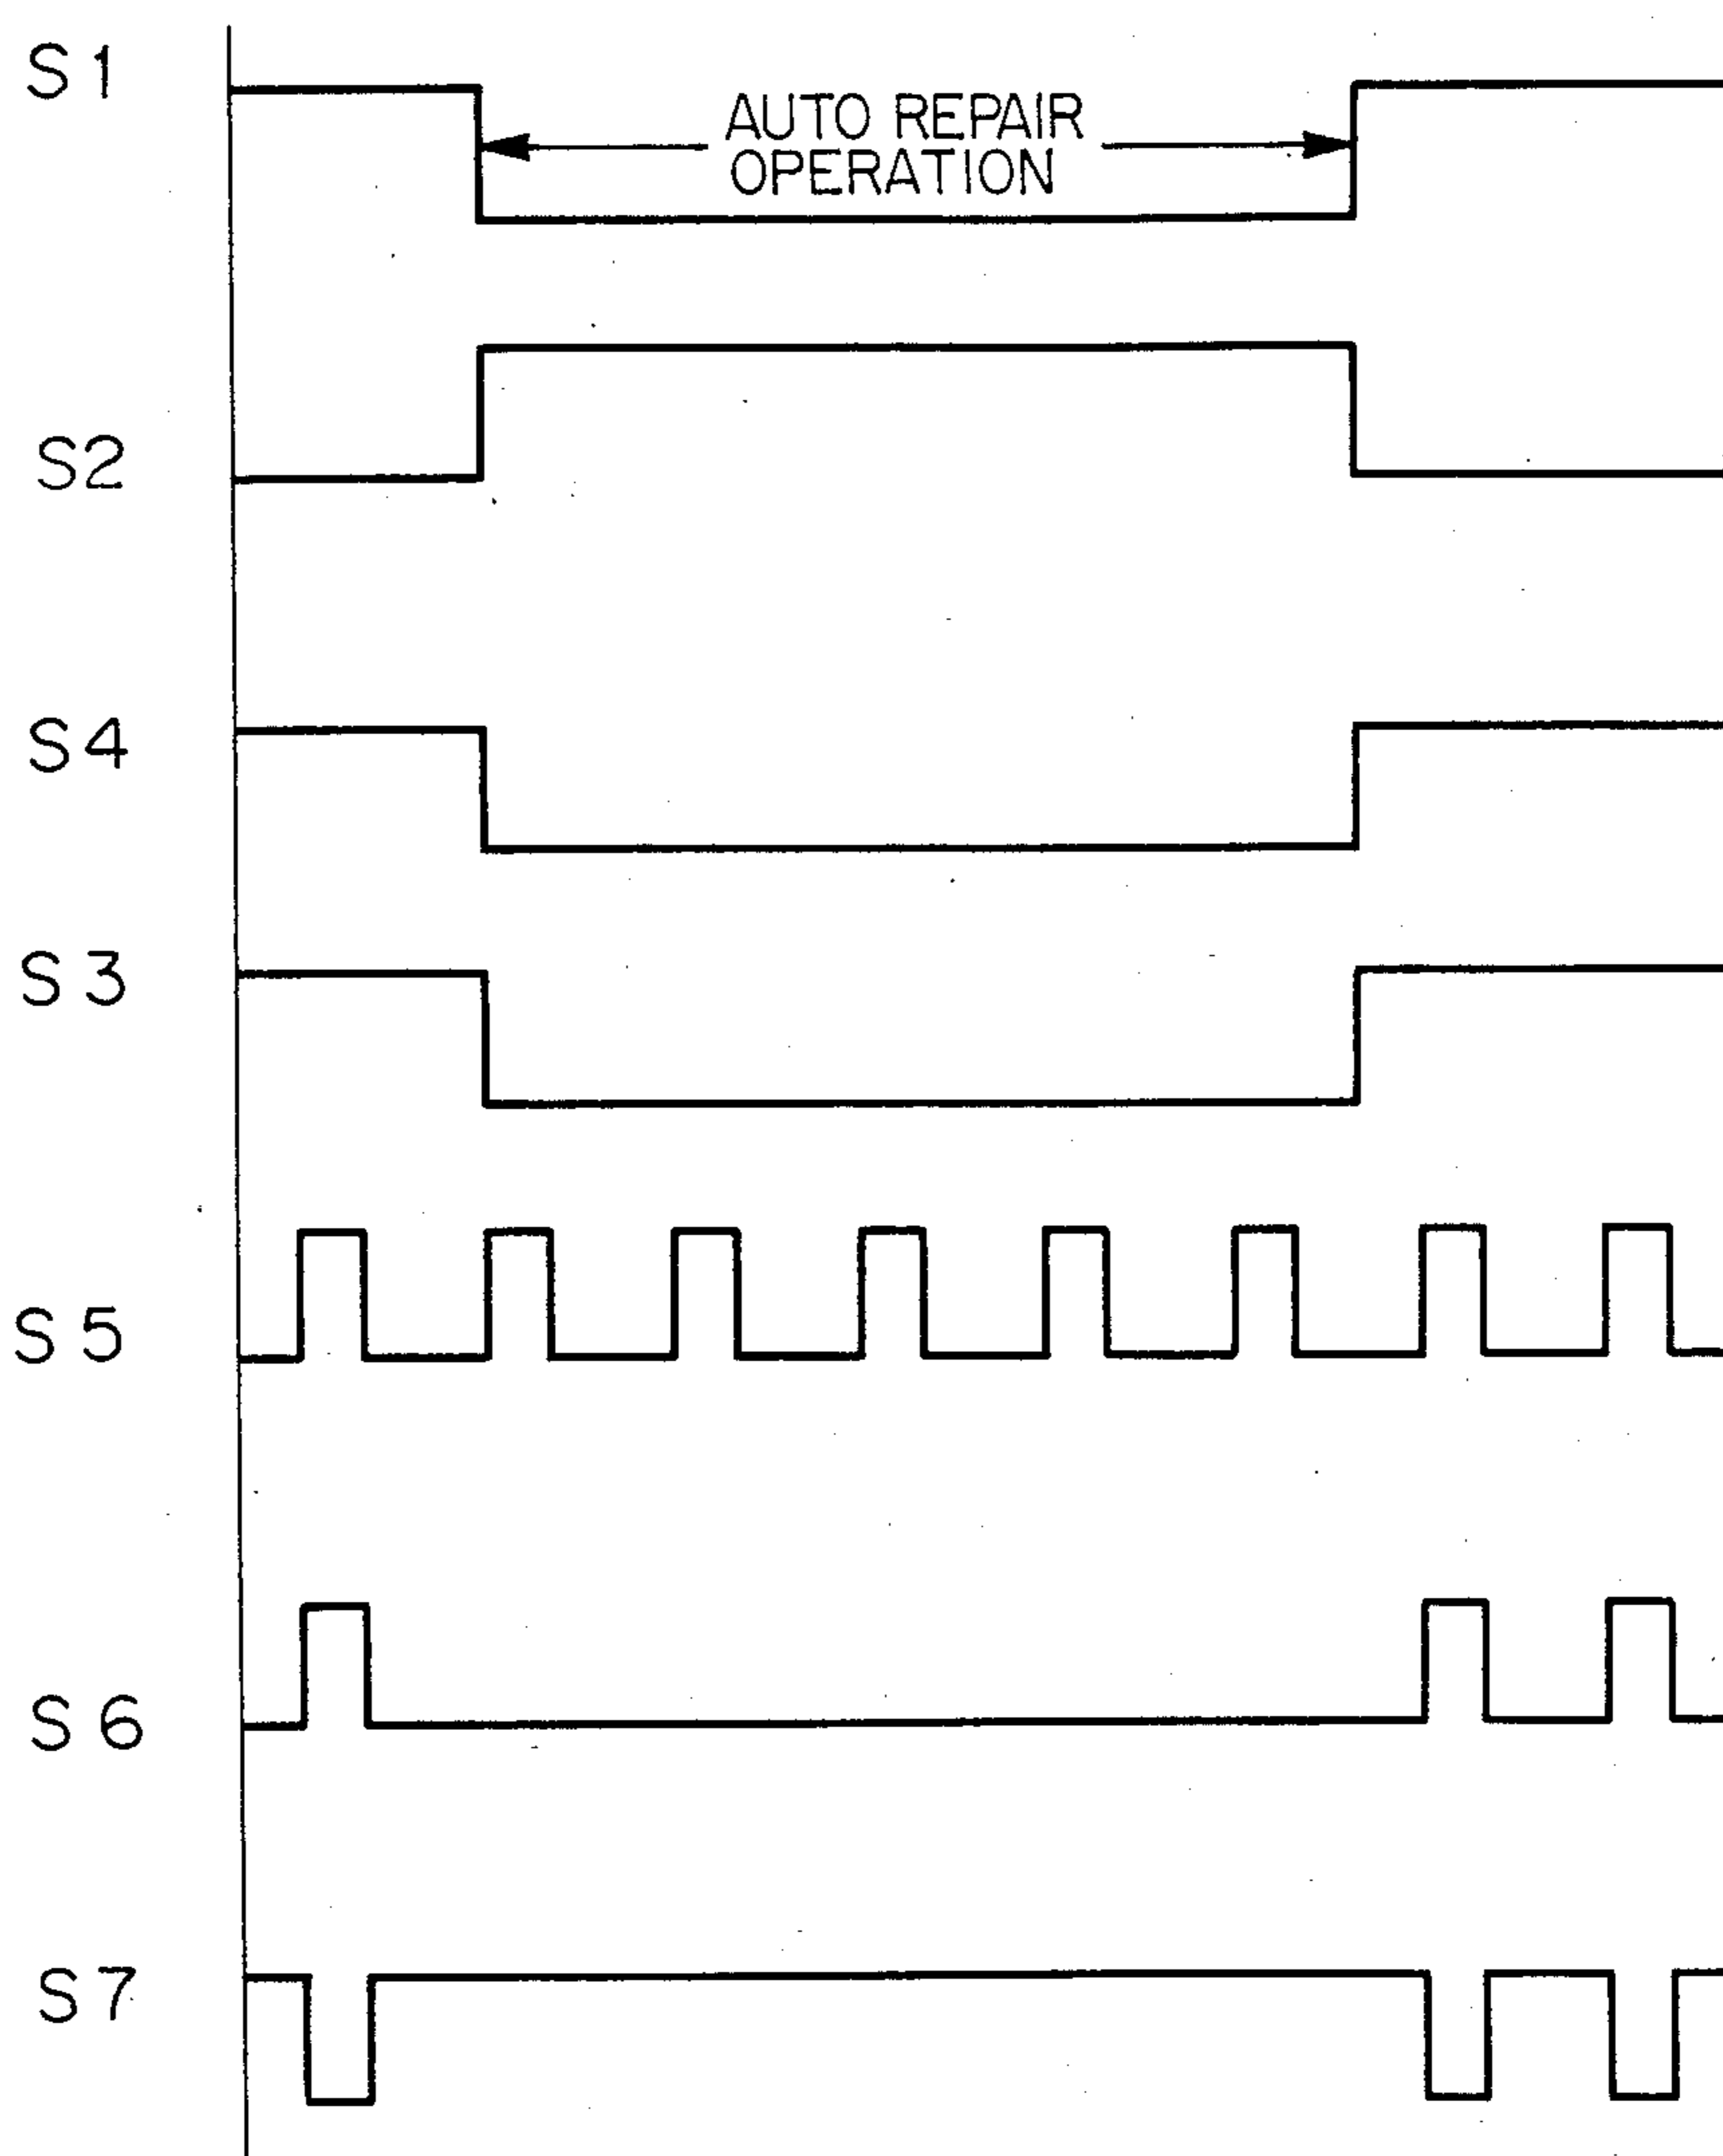 S1
AUTO REPAIR
OPERATION
S2
S4
S3
S5
S6
S7